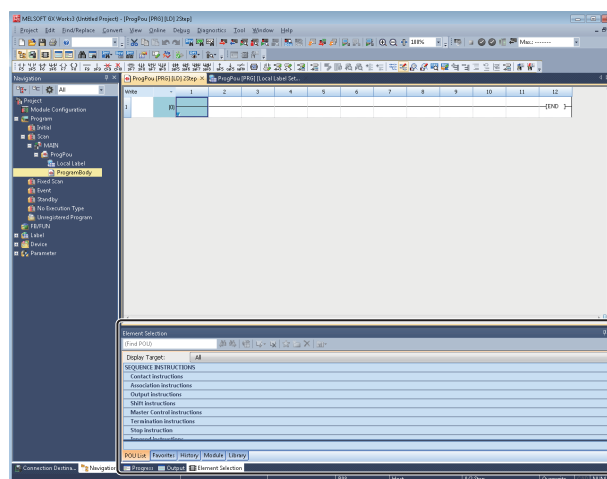 MELSOFT GX Works3 (Untitled Project) - [ProgPou [PRG] [LD] 2Step]
Project Edit Find/Replace Convert View Online Debug Diagnostics Tool Window Help
100%
Max.: --------
Navigation
ProgPou [PRG] [LD] 2Step
ProgPou [PRG] [Local Label Set...
All
Write 1 2 3 4 5 6 7 8 9 10 11 12
1 (0) [END ]
Project
Module Configuration
Program
Initial
Scan
MAIN
ProgPou
Local Label
ProgramBody
Fixed Scan
Event
Standby
No Execution Type
Unregistered Program
FB/FUN
Label
Device
Parameter
Element Selection
(Find POU)
Display Target: All
SEQUENCE INSTRUCTIONS
Contact instructions
Association instructions
Output instructions
Shift instructions
Master Control instructions
Termination instructions
Stop instruction
POU List Favorites History Module Library
Connection Destina... Navigation Progress Output Element Selection
Host